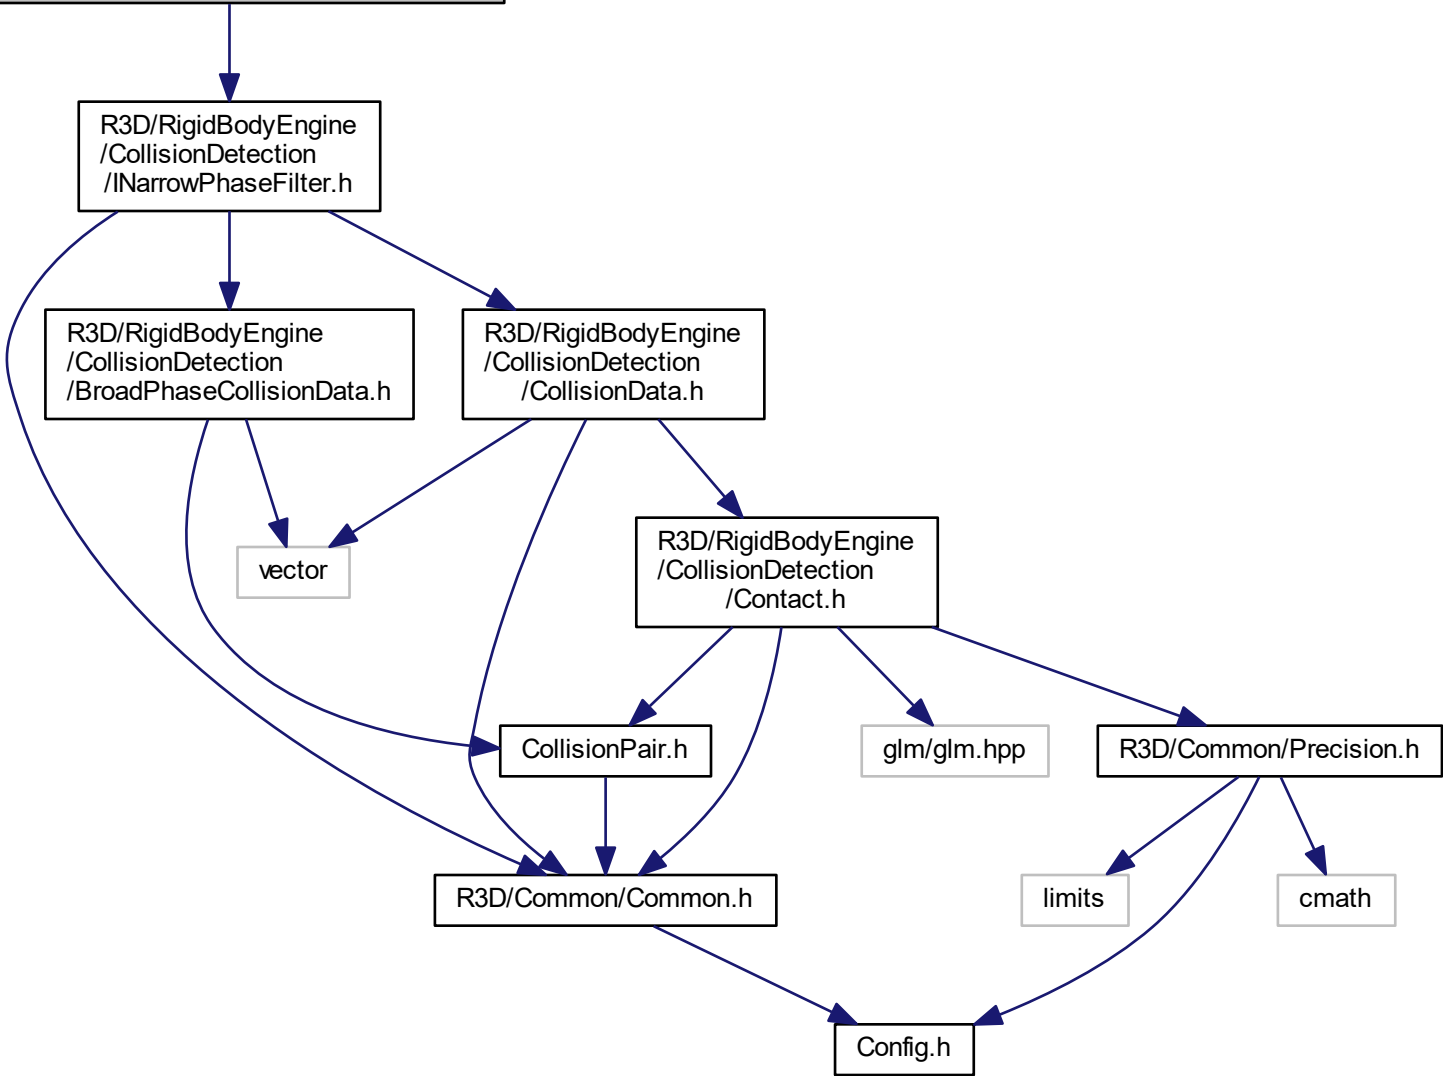 R3D/RigidBodyEngine
/CollisionDetection
/INarrowPhaseFilter.h
R3D/RigidBodyEngine
/CollisionDetection
/BroadPhaseCollisionData.h
R3D/RigidBodyEngine
/CollisionDetection
/CollisionData.h
R3D/RigidBodyEngine
/CollisionDetection
/Contact.h
vector
CollisionPair.h
glm/glm.hpp
R3D/Common/Precision.h
R3D/Common/Common.h
limits
cmath
Config.h